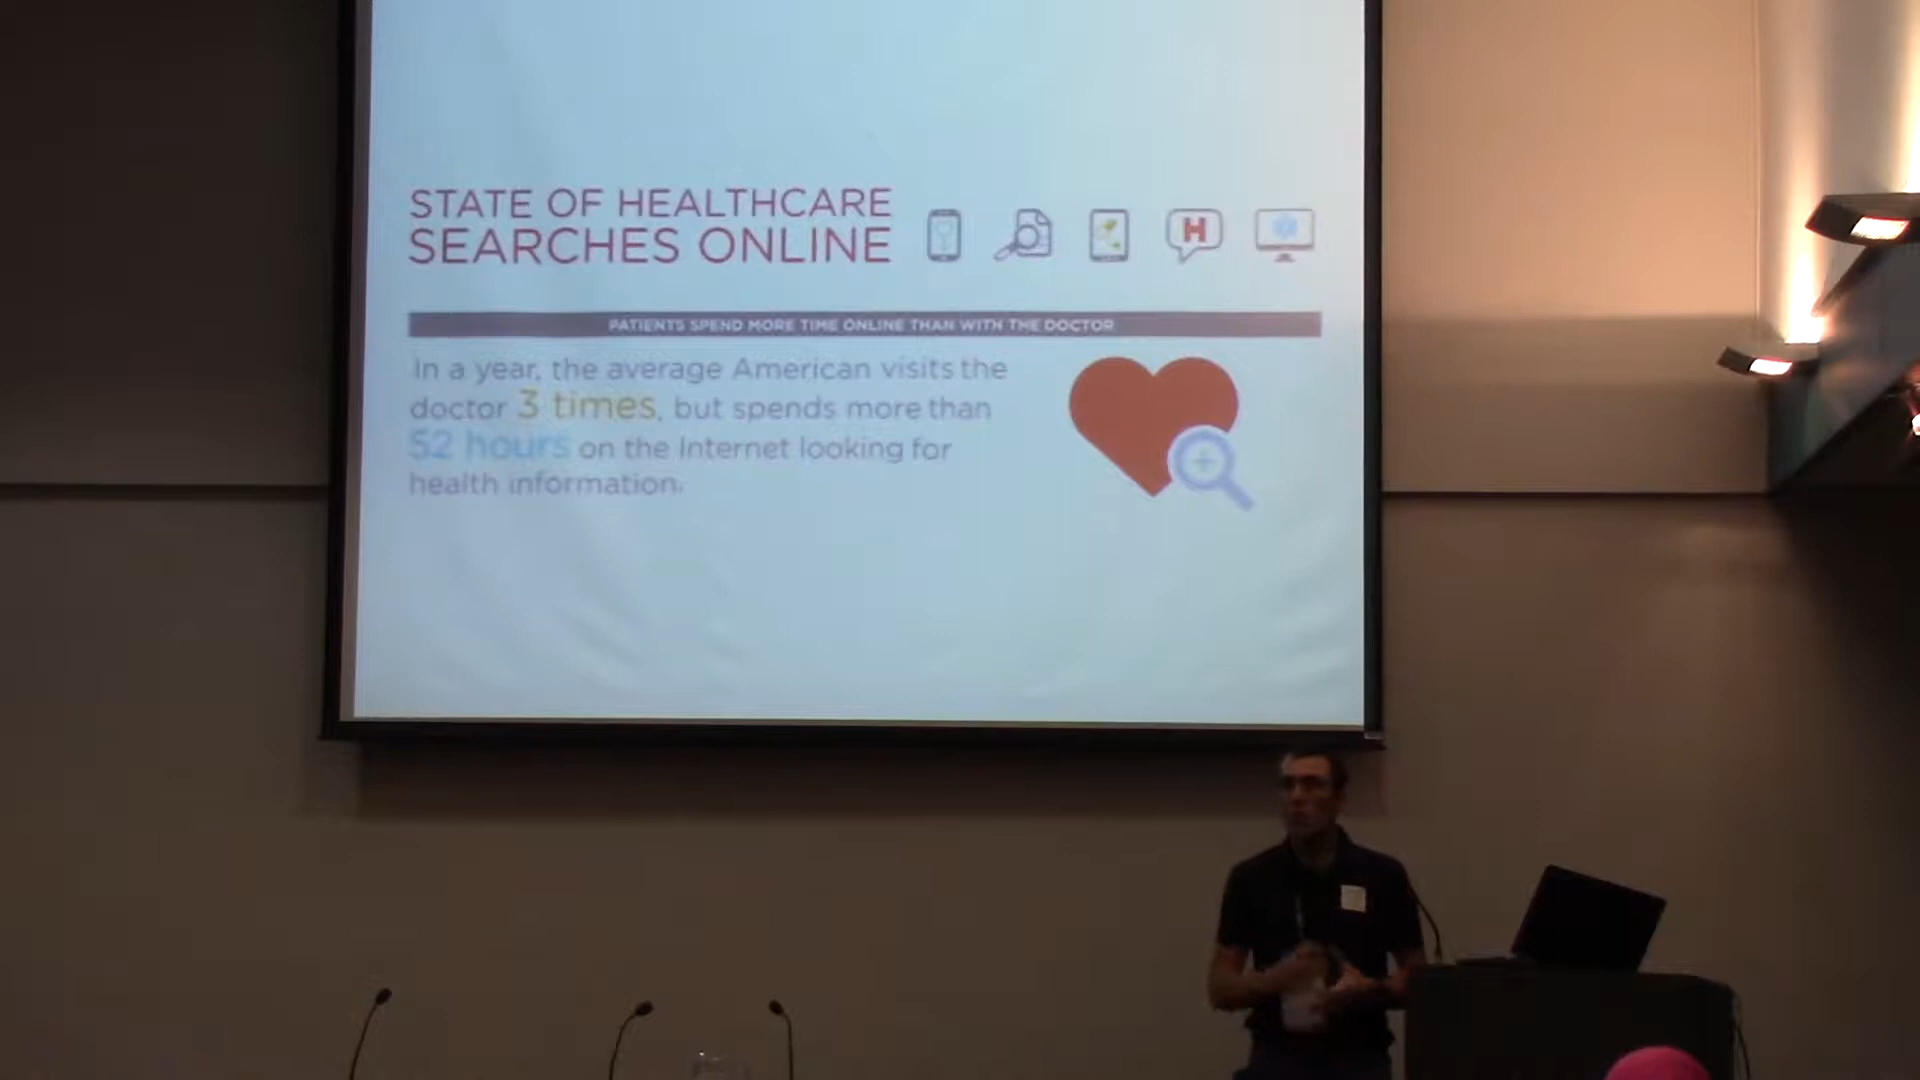 STATE OF HEALTHCARE
SEARCHES ONLINE
H
PATIENTS SPEND MORE TIME ONLINE THAN WITH THE DOCTOR
In a year, the average American visits the
doctor 3 times, but spends more than
52 hours on the Internet looking for
health information.